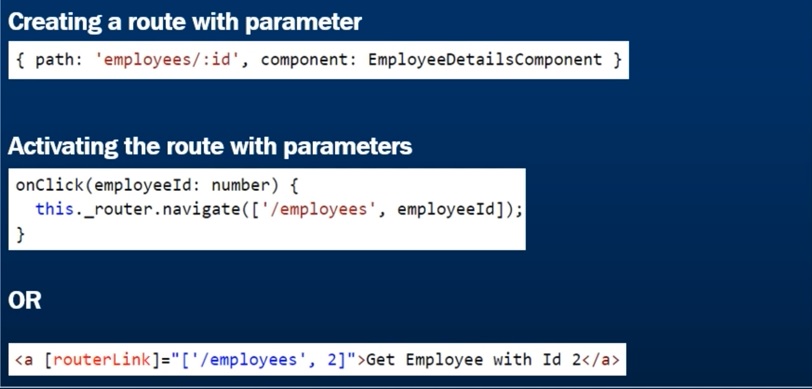 Creating a route with parameter
{ path: 'employees/:id', component: EmployeeDetailsComponent }
Activating the route with parameters
onClick(employeeId: number) {
this._router.navigate(['/employees', employeeId]);
}
OR
<a [routerLink]="['/employees', 2]">Get Employee with Id 2</a>